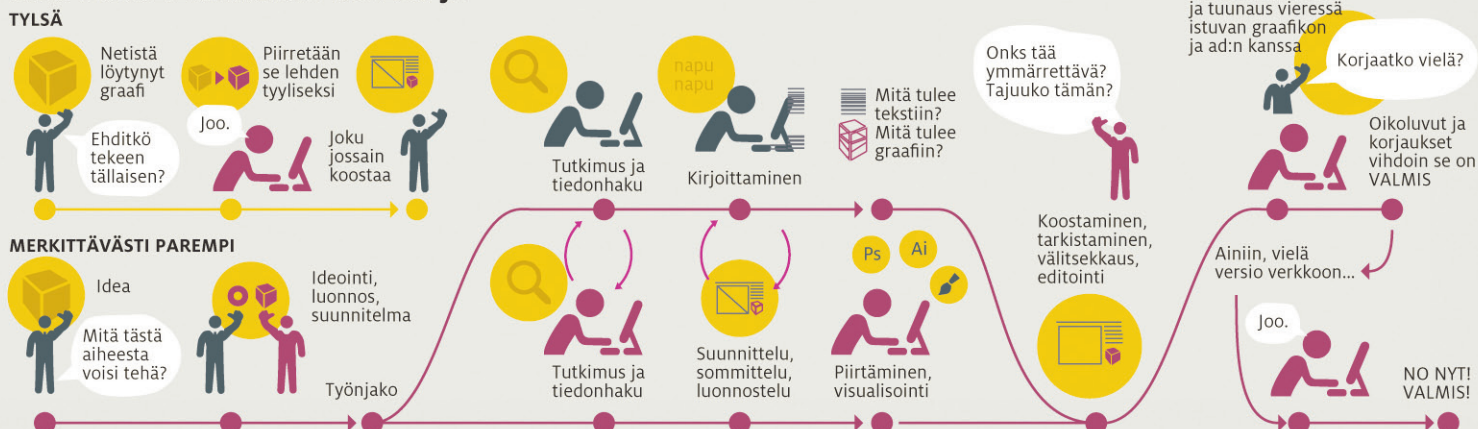 TYLSÄ
Netistä
löytynyt
graafi
Ehditkö
tekeen
tällaisen?
Piirretään
se lehden
tyyliseksi
Joo.
Joku
jossain
koostaa
MERKITTÄVÄSTI PAREMPI
Idea
Mitä tästä
aiheesta
voisi tehä?
Ideointi,
luonnos,
suunnitelma
Työnjako
Tutkimus ja
tiedonhaku
napu
napu
Kirjoittaminen
Mitä tulee
tekstiin?
Mitä tulee
graafiin?
Tutkimus ja
tiedonhaku
Suunnittelu,
sommittelu,
luonnostelu
Ps
Ai
Piirtäminen,
visualisointi
Onks tää
ymmärrettävä?
Tajuuko tämän?
Koostaminen,
tarkistaminen,
välitsekkaus,
editointi
ja tuunaus vieressä
istuvan graafikon
ja ad:n kanssa
Korjaatko vielä?
Oikoluvut ja
korjaukset
vihdoin se on
VALMIS
Ainiin, vielä
versio verkkoon...
Joo.
NO NYT!
VALMIS!